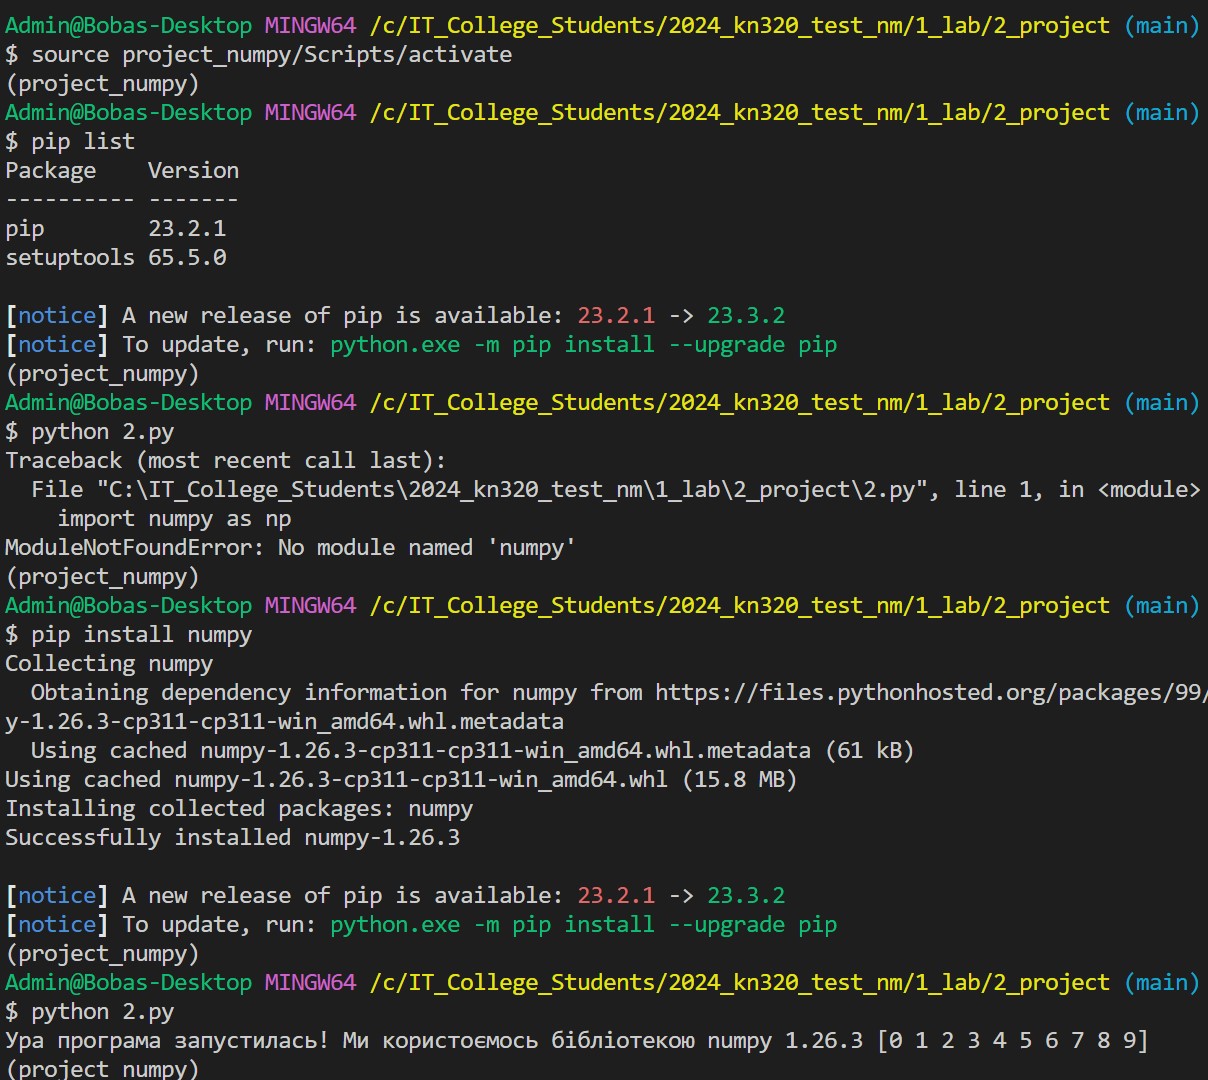 Admin@Bobas-Desktop MINGW64 /c/IT_College_Students/2024_kn320_test_nm/1_lab/2_project (main)
$ source project_numpy/Scripts/activate
(project_numpy)
Admin@Bobas-Desktop MINGW64 /c/IT_College_Students/2024_kn320_test_nm/1_lab/2_project (main)
$ pip list
Package    Version
---------- -------
pip        23.2.1
setuptools 65.5.0
[notice] A new release of pip is available: 23.2.1 -> 23.3.2
[notice] To update, run: python.exe -m pip install --upgrade pip
(project_numpy)
Admin@Bobas-Desktop MINGW64 /c/IT_College_Students/2024_kn320_test_nm/1_lab/2_project (main)
$ python 2.py
Traceback (most recent call last):
  File "C:\IT_College_Students\2024_kn320_test_nm\1_lab\2_project\2.py", line 1, in <module>
    import numpy as np
ModuleNotFoundError: No module named 'numpy'
(project_numpy)
Admin@Bobas-Desktop MINGW64 /c/IT_College_Students/2024_kn320_test_nm/1_lab/2_project (main)
$ pip install numpy
Collecting numpy
  Obtaining dependency information for numpy from https://files.pythonhosted.org/packages/99/
y-1.26.3-cp311-cp311-win_amd64.whl.metadata
  Using cached numpy-1.26.3-cp311-cp311-win_amd64.whl.metadata (61 kB)
Using cached numpy-1.26.3-cp311-cp311-win_amd64.whl (15.8 MB)
Installing collected packages: numpy
Successfully installed numpy-1.26.3
[notice] A new release of pip is available: 23.2.1 -> 23.3.2
[notice] To update, run: python.exe -m pip install --upgrade pip
(project_numpy)
Admin@Bobas-Desktop MINGW64 /c/IT_College_Students/2024_kn320_test_nm/1_lab/2_project (main)
$ python 2.py
Ура програма запустилась! Ми користоємось бібліотекою numpy 1.26.3 [0 1 2 3 4 5 6 7 8 9]
(project_numpy)